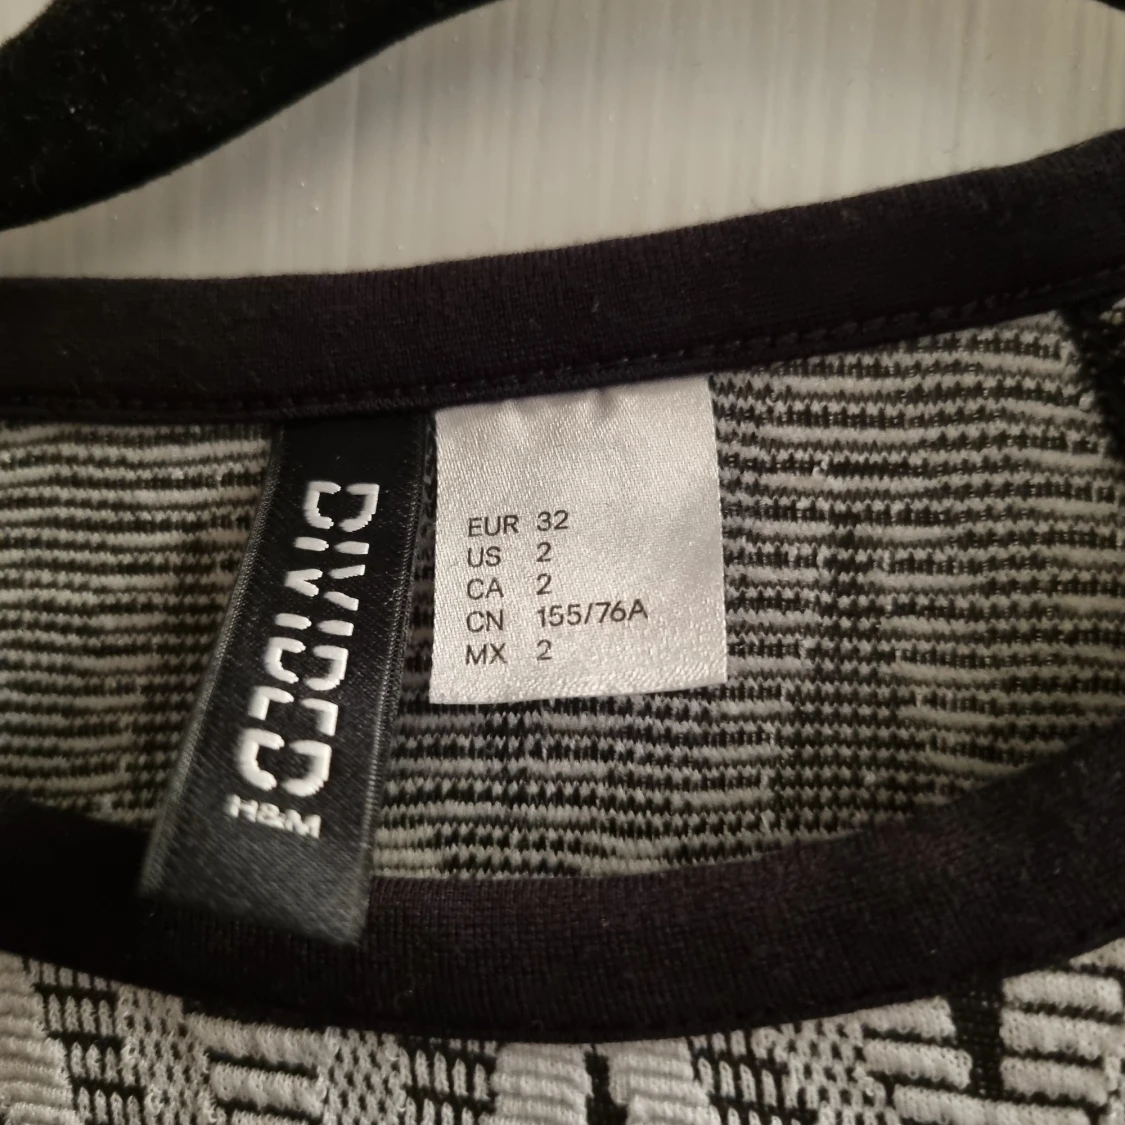 DIVIDED
H&M
EUR 32
US 2
CA 2
CN 155/76A
MX 2